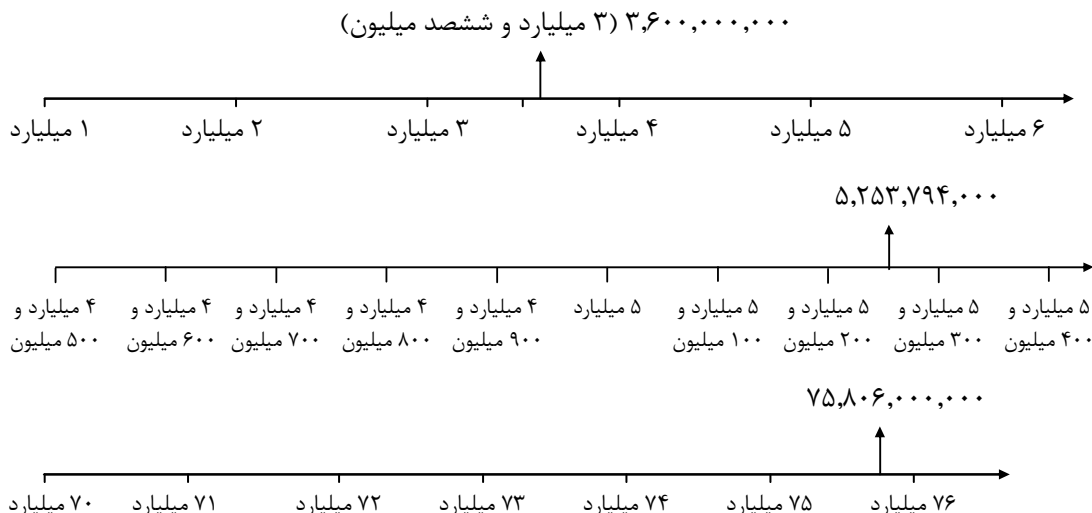 ۳,۶۰۰,۰۰۰,۰۰۰ (۳ میلیارد و ششصد میلیون)
۱ میلیارد ۲ میلیارد ۳ میلیارد ۴ میلیارد ۵ میلیارد ۶ میلیارد
۵,۲۵۳,۷۹۴,۰۰۰
۴ میلیارد و ۴ میلیارد و ۴ میلیارد و ۴ میلیارد و ۴ میلیارد و ۵ میلیارد ۵ میلیارد و ۵ میلیارد و ۵ میلیارد و ۵ میلیارد و
۵۰۰ میلیون ۶۰۰ میلیون ۷۰۰ میلیون ۸۰۰ میلیون ۹۰۰ میلیون ۱۰۰ میلیون ۲۰۰ میلیون ۳۰۰ میلیون ۴۰۰ میلیون
۷۵,۸۰۶,۰۰۰,۰۰۰
۷۰ میلیارد ۷۱ میلیارد ۷۲ میلیارد ۷۳ میلیارد ۷۴ میلیارد ۷۵ میلیارد ۷۶ میلیارد